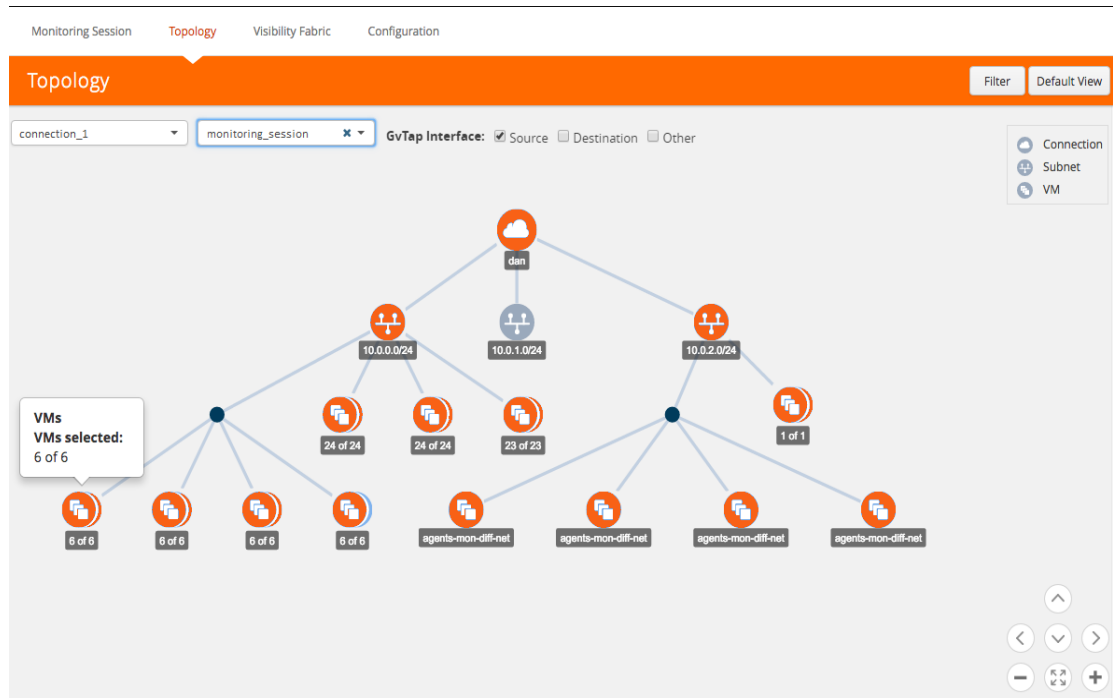 Monitoring Session Topology Visibility Fabric Configuration
Topology Filter Default View
connection_1 monitoring_session GvTap Interface: Source Destination Other
Connection
Subnet
VM
dan
10.0.0.0/24 10.0.1.0/24 10.0.2.0/24
VMs
VMs selected:
6 of 6
24 of 24 24 of 24 23 of 23 1 of 1
6 of 6 6 of 6 6 of 6 6 of 6 agents-mon-diff-net agents-mon-diff-net agents-mon-diff-net agents-mon-diff-net